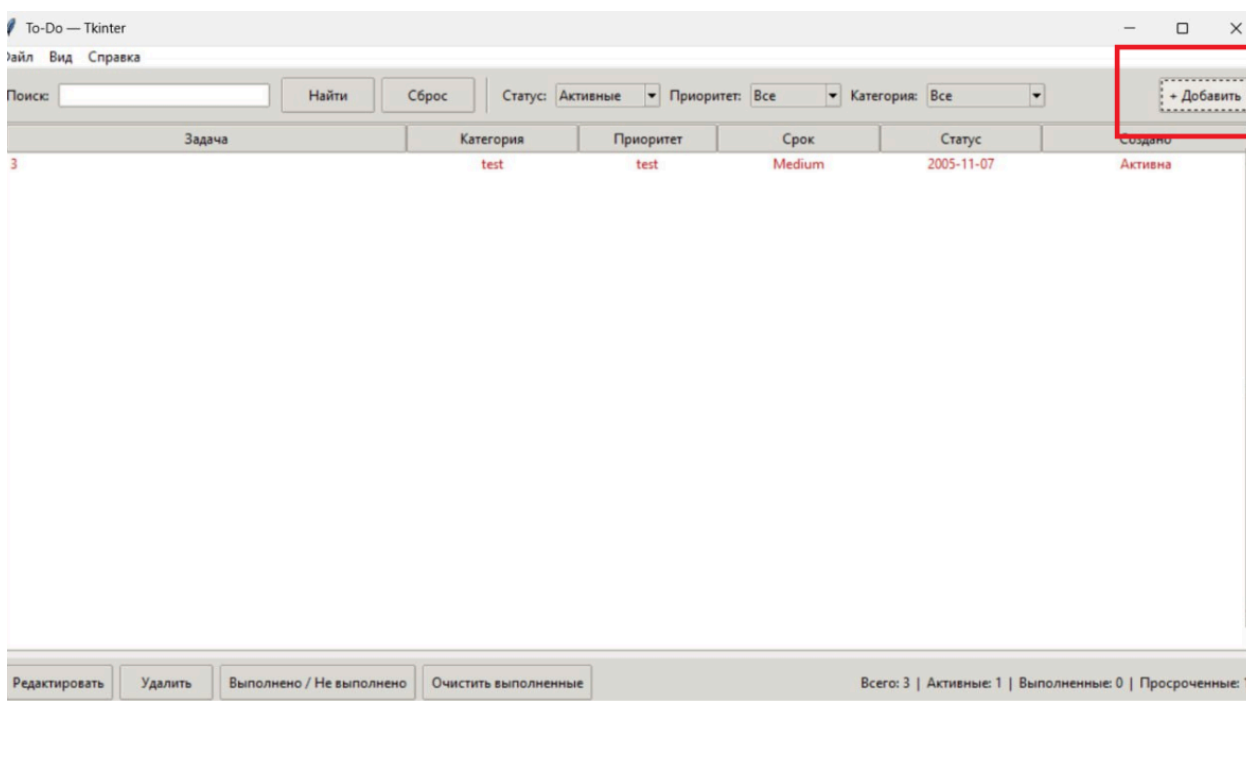 To-Do — Tkinter
Файл Вид Справка
Поиск: Найти Сброс Статус: Активные Приоритет: Все Категория: Все + Добавить
Задача Категория Приоритет Срок Статус Создано
3 test test Medium 2005-11-07 Активна
Редактировать Удалить Выполнено / Не выполнено Очистить выполненные Всего: 3 | Активные: 1 | Выполненные: 0 | Просроченные: 1